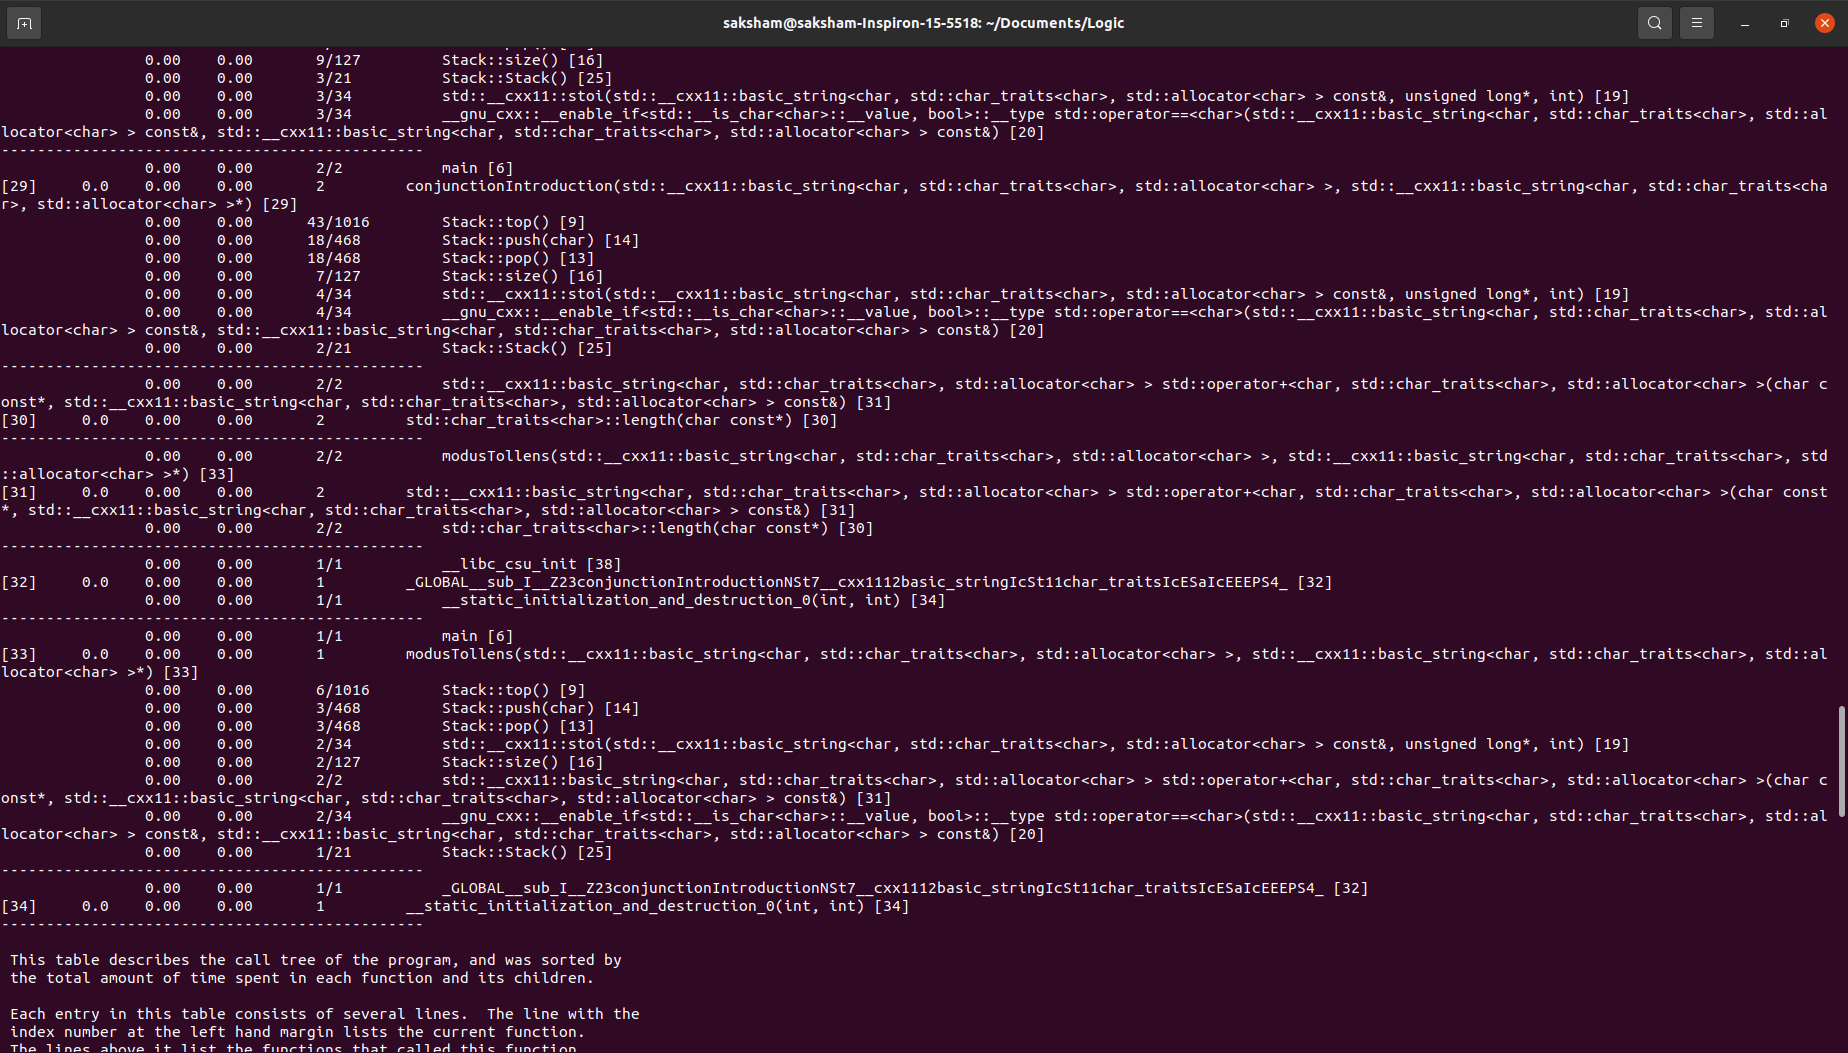 saksham@saksham-Inspiron-15-5518: ~/Documents/Logic
0.00 0.00 9/127 Stack::size() [16]
0.00 0.00 3/21 Stack::Stack() [25]
0.00 0.00 3/34 std::__cxx11::stoi(std::__cxx11::basic_string<char, std::char_traits<char>, std::allocator<char> > const&, unsigned long*, int) [19]
0.00 0.00 3/34 __gnu_cxx::__enable_if<std::__is_char<char>::__value, bool>::__type std::operator==<char>(std::__cxx11::basic_string<char, std::char_traits<char>, std::al
locator<char> > const&, std::__cxx11::basic_string<char, std::char_traits<char>, std::allocator<char> > const&) [20]
-----------------------------------------------
0.00 0.00 2/2 main [6]
[29] 0.0 0.00 0.00 2 conjunctionIntroduction(std::__cxx11::basic_string<char, std::char_traits<char>, std::allocator<char> >, std::__cxx11::basic_string<char, std::char_traits<cha
r>, std::allocator<char> >*) [29]
0.00 0.00 43/1016 Stack::top() [9]
0.00 0.00 18/468 Stack::push(char) [14]
0.00 0.00 18/468 Stack::pop() [13]
0.00 0.00 7/127 Stack::size() [16]
0.00 0.00 4/34 std::__cxx11::stoi(std::__cxx11::basic_string<char, std::char_traits<char>, std::allocator<char> > const&, unsigned long*, int) [19]
0.00 0.00 4/34 __gnu_cxx::__enable_if<std::__is_char<char>::__value, bool>::__type std::operator==<char>(std::__cxx11::basic_string<char, std::char_traits<char>, std::al
locator<char> > const&, std::__cxx11::basic_string<char, std::char_traits<char>, std::allocator<char> > const&) [20]
0.00 0.00 2/21 Stack::Stack() [25]
-----------------------------------------------
0.00 0.00 2/2 std::__cxx11::basic_string<char, std::char_traits<char>, std::allocator<char> > std::operator+<char, std::char_traits<char>, std::allocator<char> >(char c
onst*, std::__cxx11::basic_string<char, std::char_traits<char>, std::allocator<char> > const&) [31]
[30] 0.0 0.00 0.00 2 std::char_traits<char>::length(char const*) [30]
-----------------------------------------------
0.00 0.00 2/2 modusTollens(std::__cxx11::basic_string<char, std::char_traits<char>, std::allocator<char> >, std::__cxx11::basic_string<char, std::char_traits<char>, std
::allocator<char> >*) [33]
[31] 0.0 0.00 0.00 2 std::__cxx11::basic_string<char, std::char_traits<char>, std::allocator<char> > std::operator+<char, std::char_traits<char>, std::allocator<char> >(char const
*, std::__cxx11::basic_string<char, std::char_traits<char>, std::allocator<char> > const&) [31]
0.00 0.00 2/2 std::char_traits<char>::length(char const*) [30]
-----------------------------------------------
0.00 0.00 1/1 __libc_csu_init [38]
[32] 0.0 0.00 0.00 1 _GLOBAL__sub_I__Z23conjunctionIntroductionNSt7__cxx1112basic_stringIcSt11char_traitsIcESaIcEEEPS4_ [32]
0.00 0.00 1/1 __static_initialization_and_destruction_0(int, int) [34]
-----------------------------------------------
0.00 0.00 1/1 main [6]
[33] 0.0 0.00 0.00 1 modusTollens(std::__cxx11::basic_string<char, std::char_traits<char>, std::allocator<char> >, std::__cxx11::basic_string<char, std::char_traits<char>, std::al
locator<char> >*) [33]
0.00 0.00 6/1016 Stack::top() [9]
0.00 0.00 3/468 Stack::push(char) [14]
0.00 0.00 3/468 Stack::pop() [13]
0.00 0.00 2/34 std::__cxx11::stoi(std::__cxx11::basic_string<char, std::char_traits<char>, std::allocator<char> > const&, unsigned long*, int) [19]
0.00 0.00 2/127 Stack::size() [16]
0.00 0.00 2/2 std::__cxx11::basic_string<char, std::char_traits<char>, std::allocator<char> > std::operator+<char, std::char_traits<char>, std::allocator<char> >(char c
onst*, std::__cxx11::basic_string<char, std::char_traits<char>, std::allocator<char> > const&) [31]
0.00 0.00 2/34 __gnu_cxx::__enable_if<std::__is_char<char>::__value, bool>::__type std::operator==<char>(std::__cxx11::basic_string<char, std::char_traits<char>, std::al
locator<char> > const&, std::__cxx11::basic_string<char, std::char_traits<char>, std::allocator<char> > const&) [20]
0.00 0.00 1/21 Stack::Stack() [25]
-----------------------------------------------
0.00 0.00 1/1 _GLOBAL__sub_I__Z23conjunctionIntroductionNSt7__cxx1112basic_stringIcSt11char_traitsIcESaIcEEEPS4_ [32]
[34] 0.0 0.00 0.00 1 __static_initialization_and_destruction_0(int, int) [34]
-----------------------------------------------
This table describes the call tree of the program, and was sorted by
the total amount of time spent in each function and its children.
Each entry in this table consists of several lines.  The line with the
index number at the left hand margin lists the current function.
The lines above it list the functions that called this function